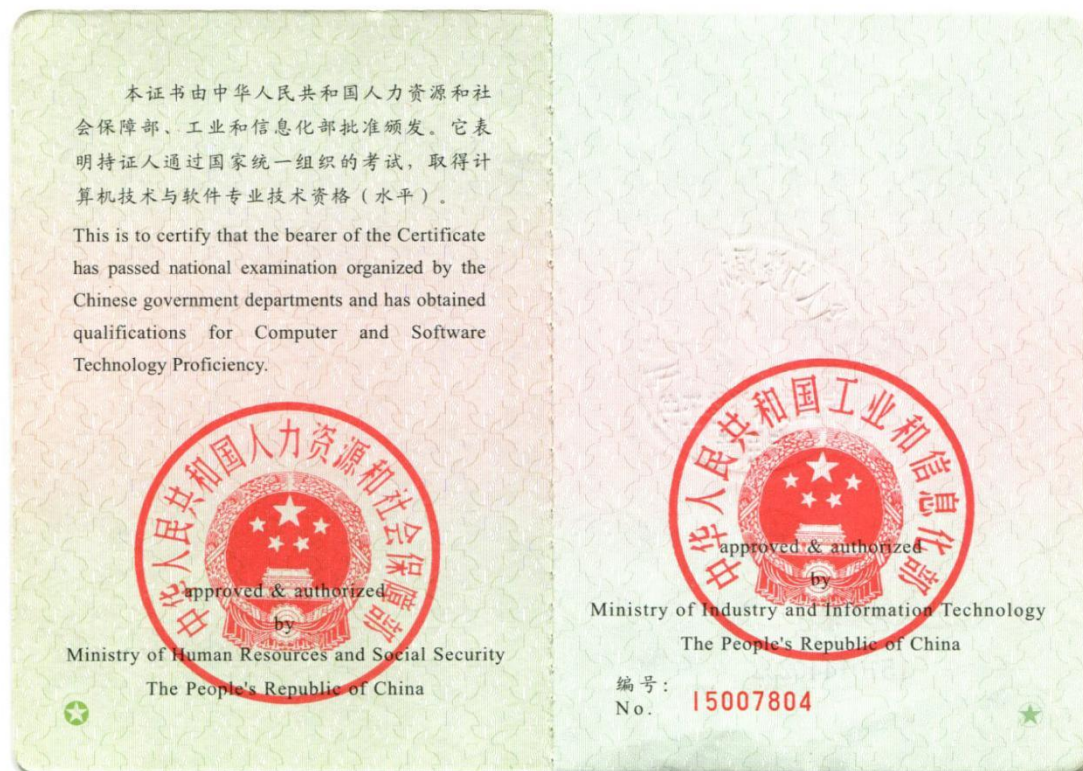 本证书由中华人民共和国人力资源和社
会保障部、工业和信息化部批准颁发。它表
明持证人通过国家统一组织的考试，取得计
算机技术与软件专业技术资格（水平）。
This is to certify that the bearer of the Certificate
has passed national examination organized by the
Chinese government departments and has obtained
qualifications for Computer and Software
Technology Proficiency.
中华人民共和国人力资源和社会保障部
approved & authorized
by
Ministry of Human Resources and Social Security
The People's Republic of China
中华人民共和国工业和信息化部
approved & authorized
by
Ministry of Industry and Information Technology
The People's Republic of China
编号：
No. 15007804